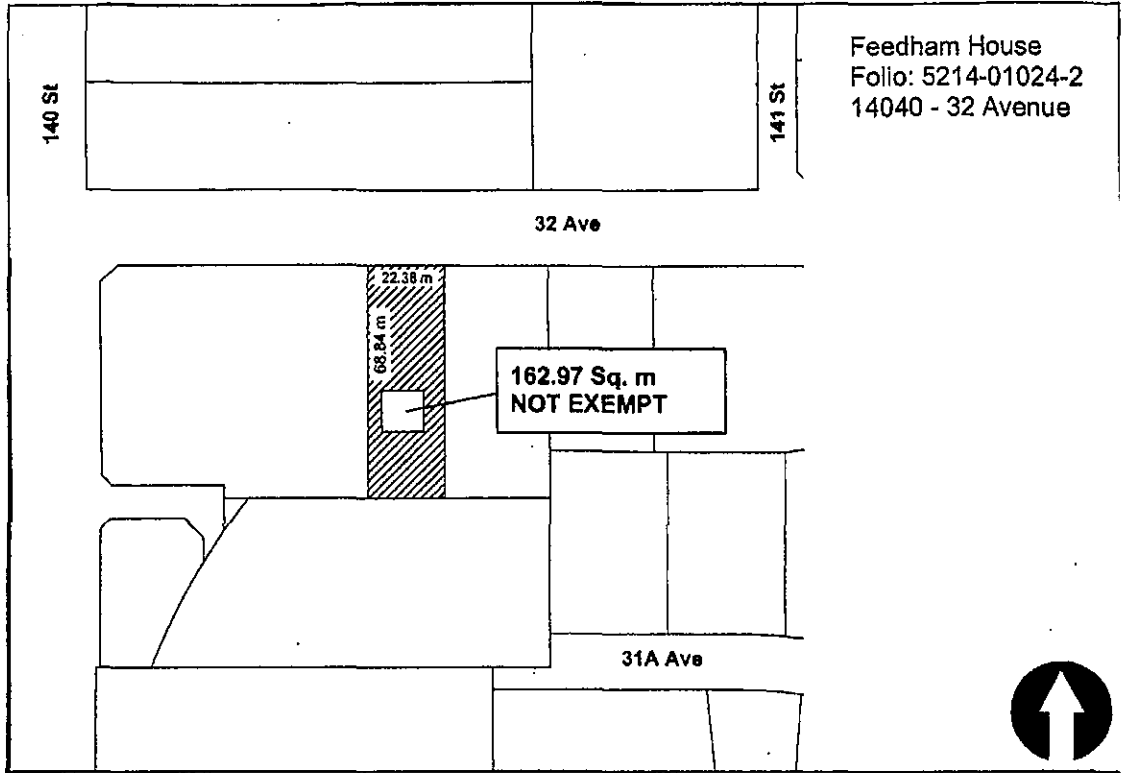 Feedham House
Folio: 5214-01024-2
14040 - 32 Avenue
140 St
141 St
32 Ave
22.38 m
68.84 m
162.97 Sq. m
NOT EXEMPT
31A Ave